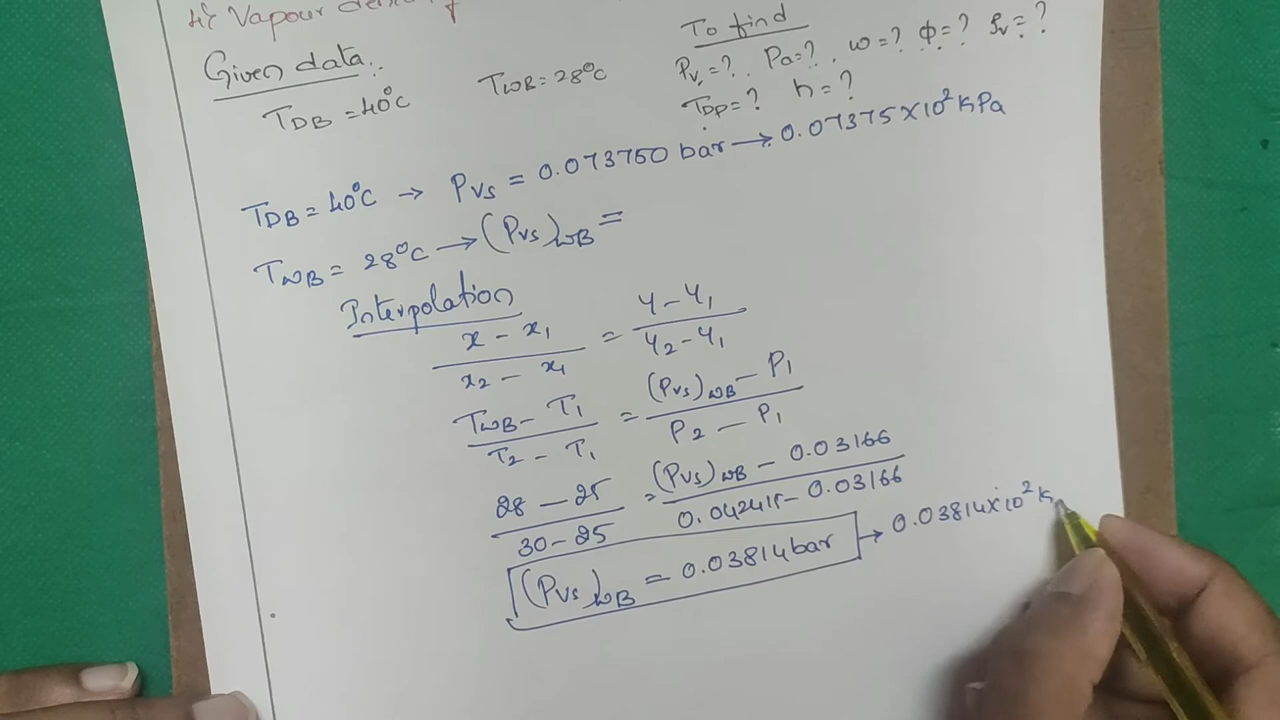 4) Vapour
Given data:.
To find
TDB = 40°C TWB = 28°C Pv = ? Pa = ? ω = ? Φ = ? ρv = ?
TDP = ? h = ?
TDB = 40°C → Pvs = 0.073750 bar → 0.07375 × 10² KPa
TWB = 28°C → (Pvs)WB =
Interpolation
x - x1 / x2 - x1 = y - y1 / y2 - y1
TWB - T1 / T2 - T1 = (Pvs)WB - P1 / P2 - P1
28 - 25 / 30 - 25 = (Pvs)WB - 0.03166 / 0.042415 - 0.03166
(Pvs)WB = 0.03814 bar → 0.03814 × 10² K